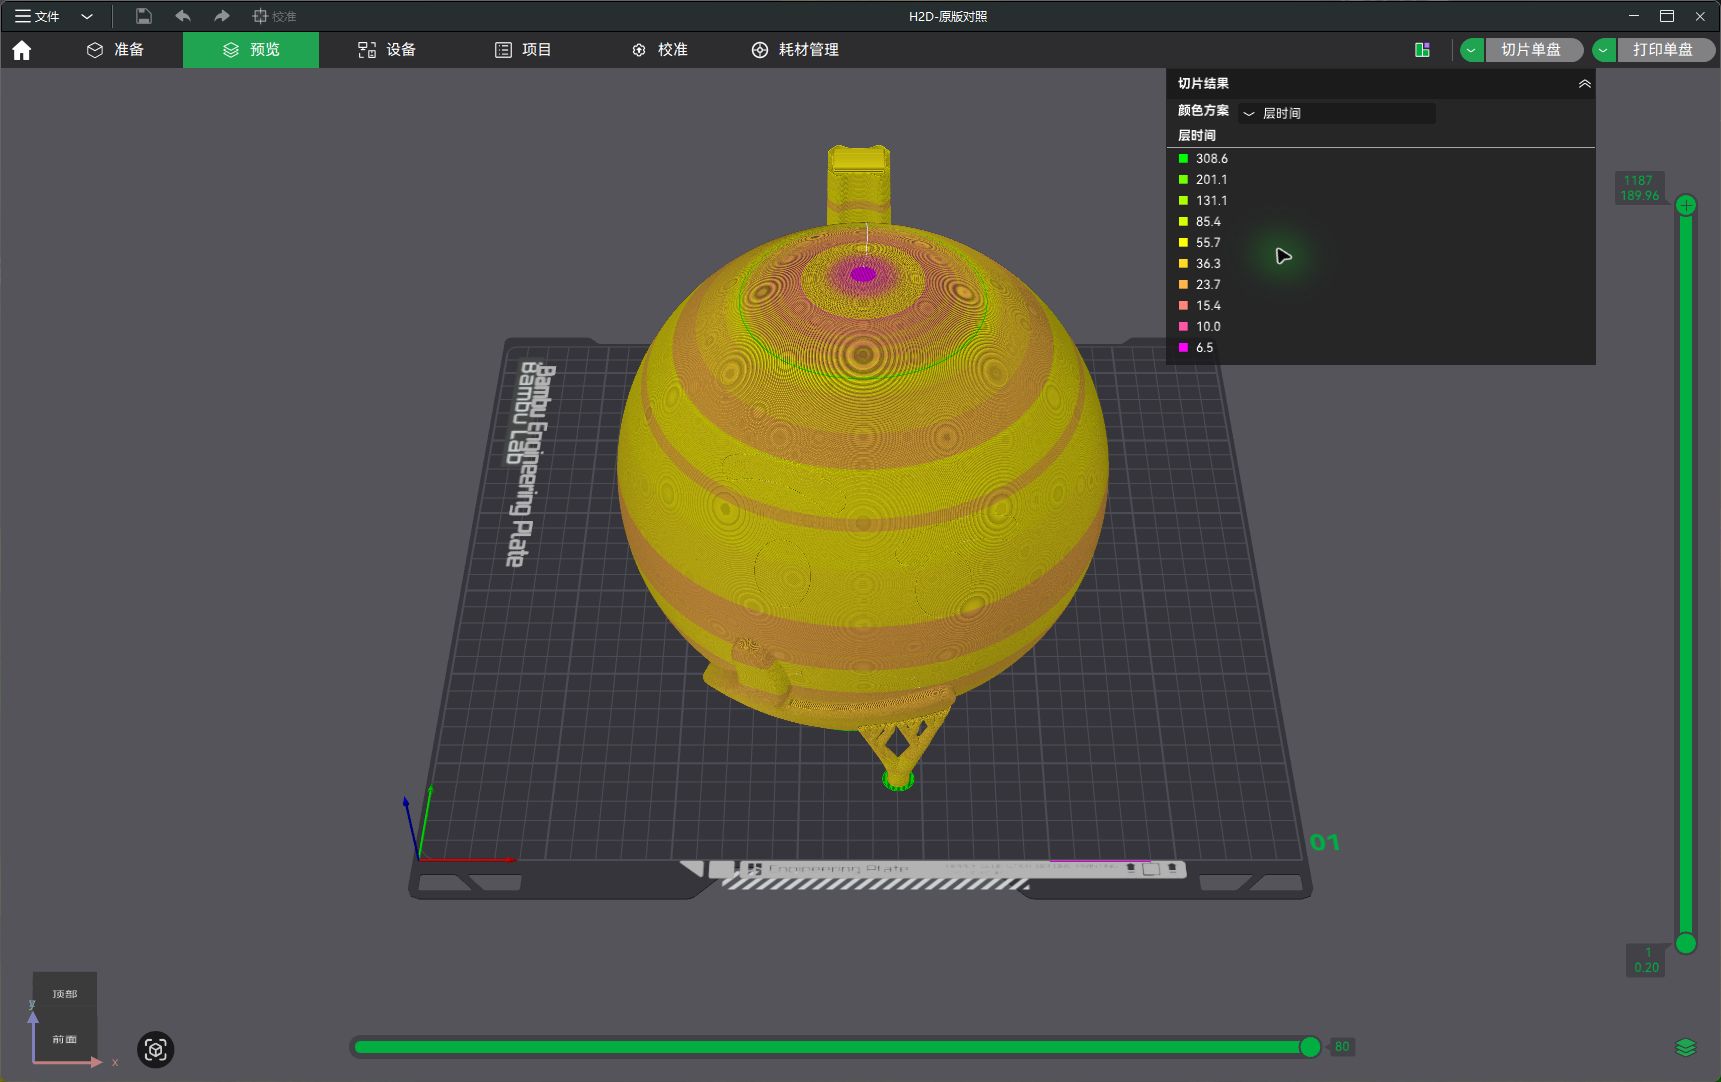 文件
校准
H2D-原版对照
准备
预览
设备
项目
校准
耗材管理
切片单盘
打印单盘
切片结果
颜色方案
层时间
层时间
308.6
201.1
131.1
85.4
55.7
36.3
23.7
15.4
10.0
6.5
1187
189.96
Bambu Engineering Plate
Bambu Lab
01
Engineering Plate
1
0.20
顶部
前面
y
x
80